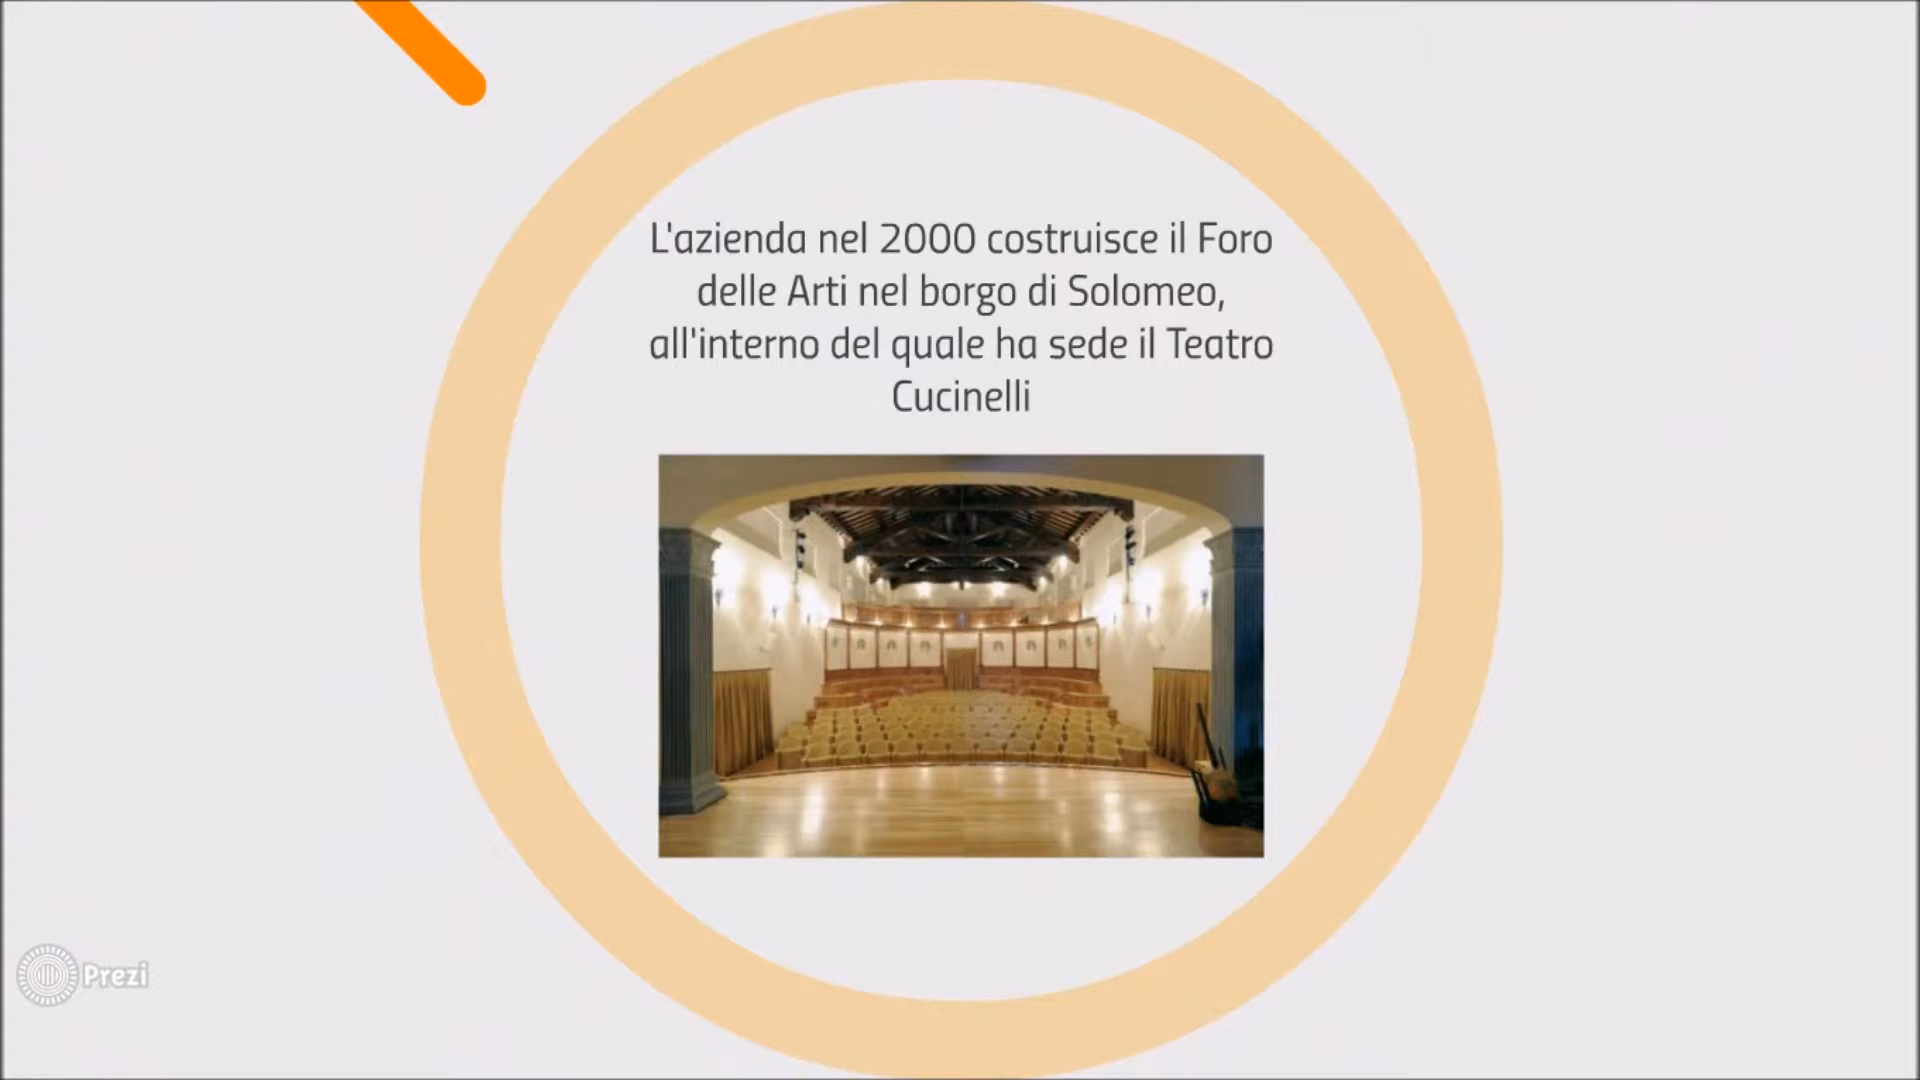 L'azienda nel 2000 costruisce il Foro
delle Arti nel borgo di Solomeo,
all'interno del quale ha sede il Teatro
Cucinelli
Prezi